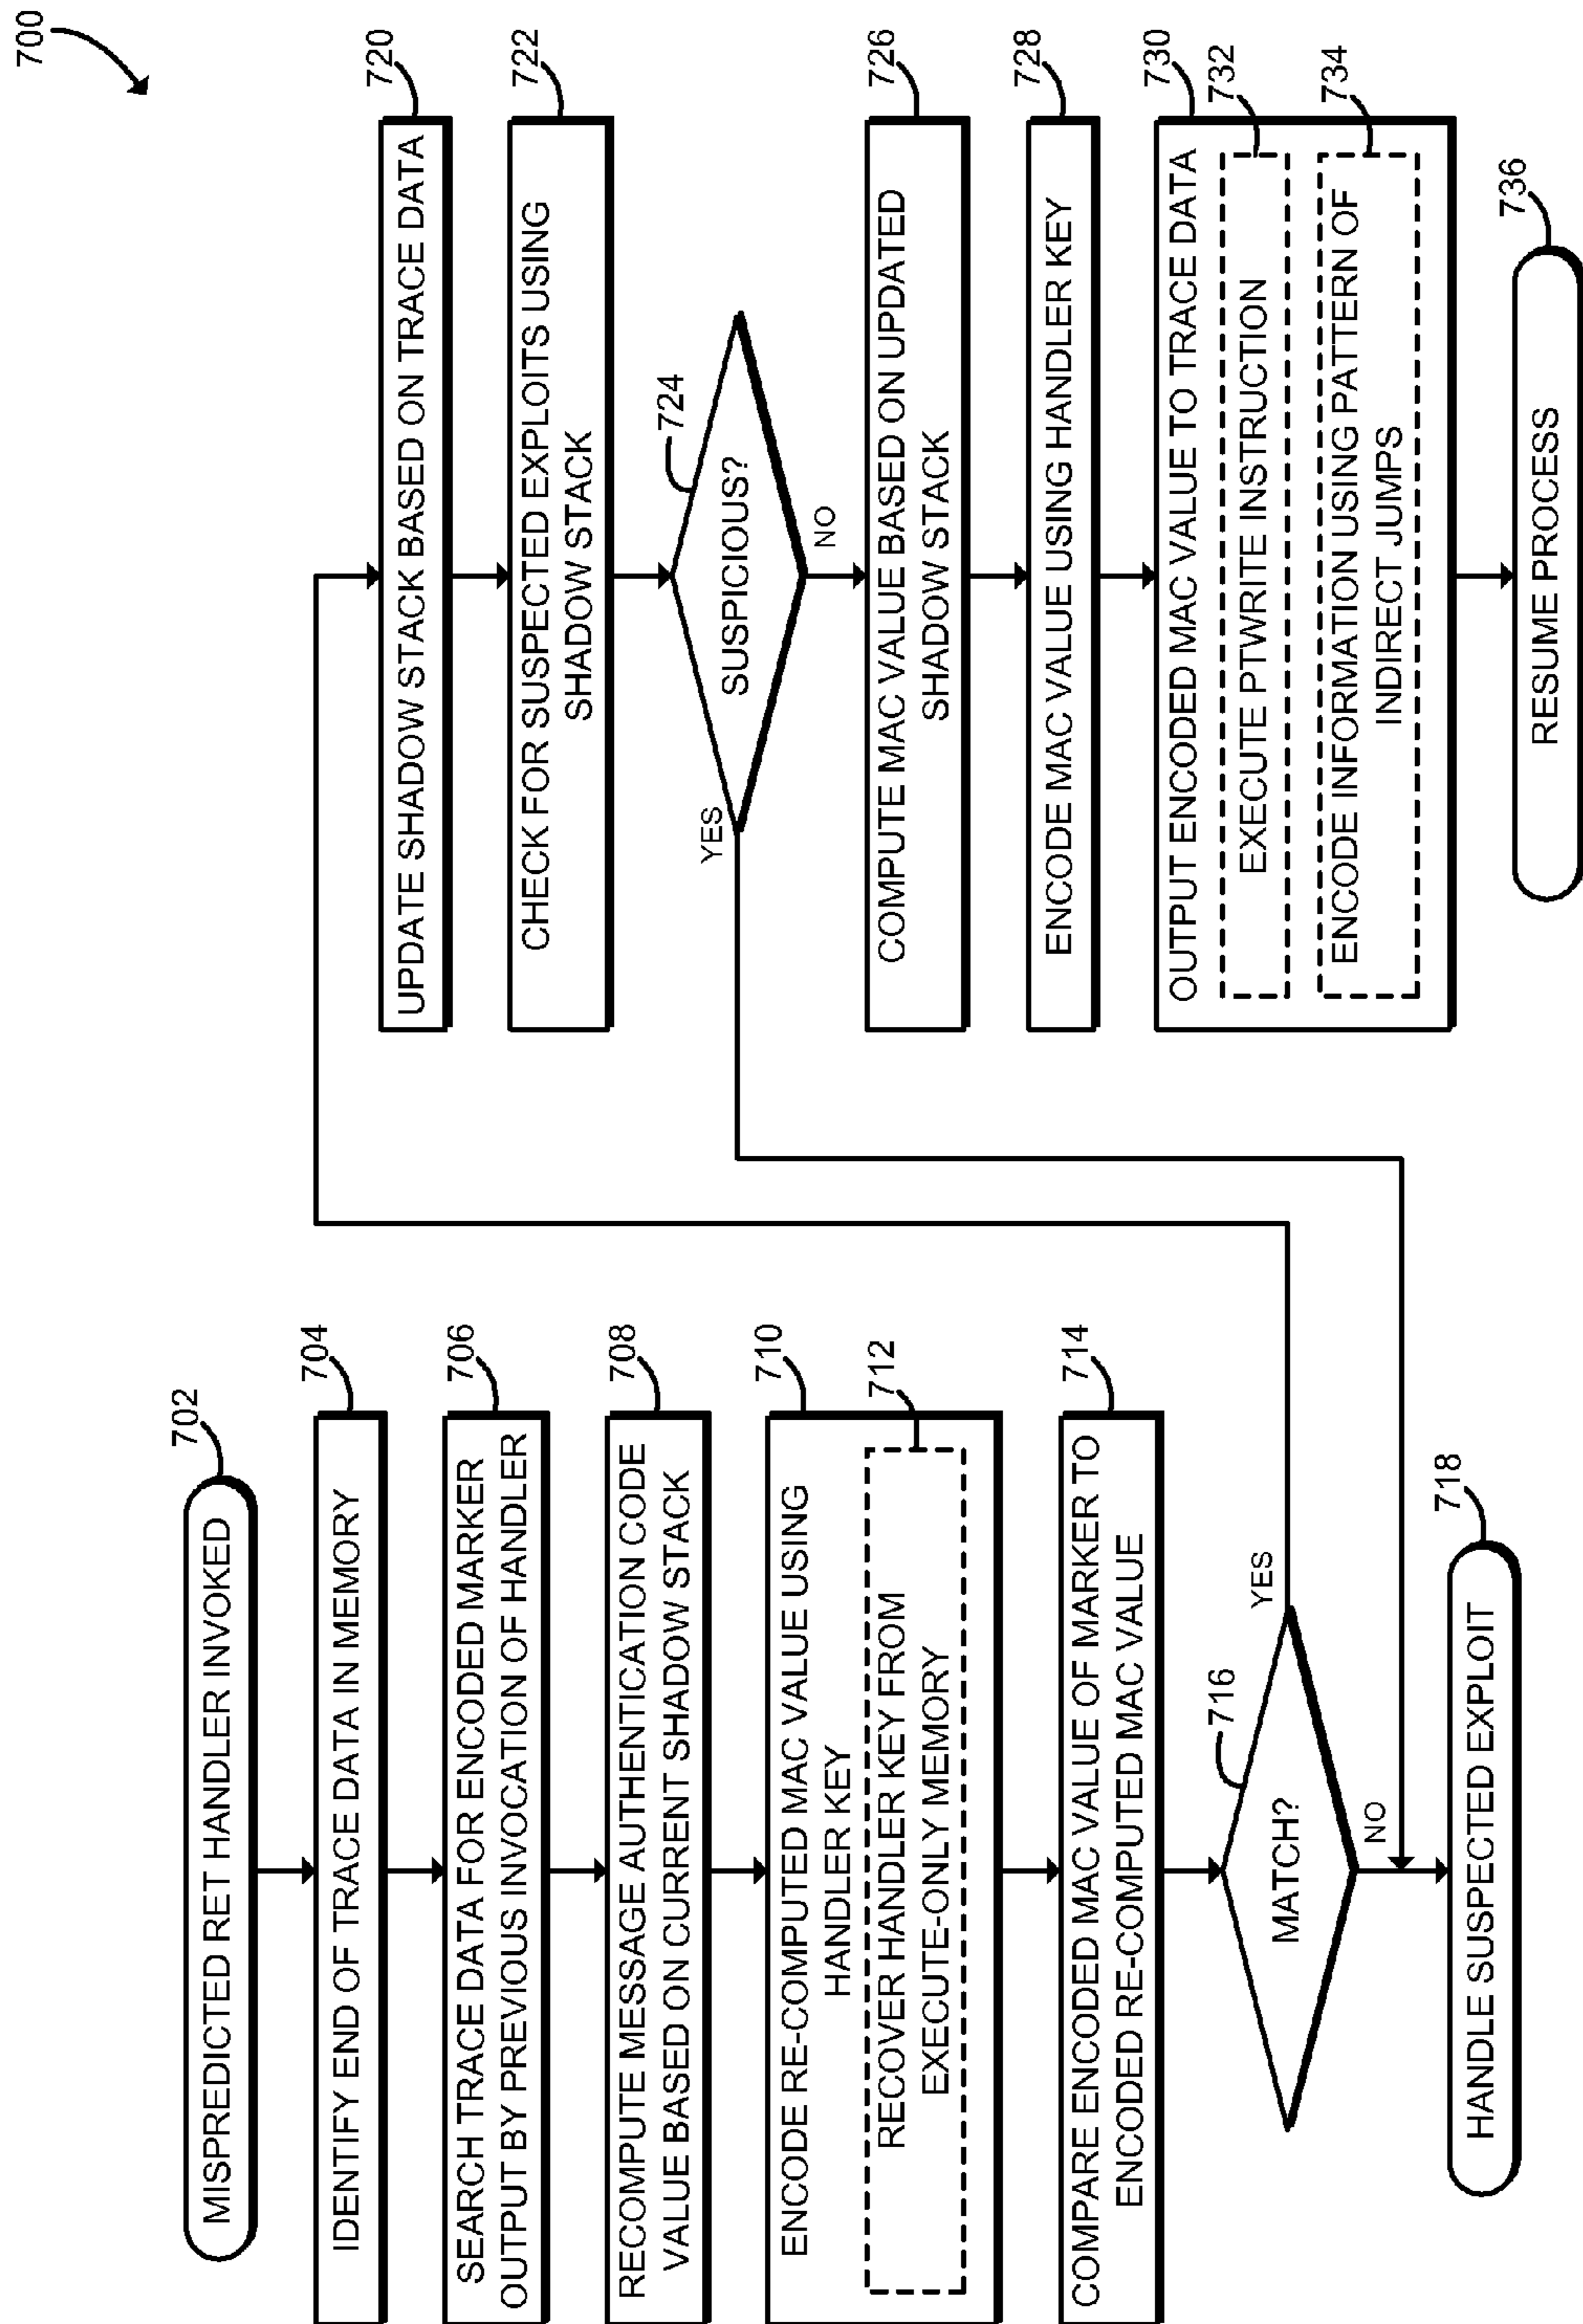 700
MISPREDICTED RET HANDLER INVOKED
702
IDENTIFY END OF TRACE DATA IN MEMORY
704
SEARCH TRACE DATA FOR ENCODED MARKER
OUTPUT BY PREVIOUS INVOCATION OF HANDLER
706
RECOMPUTE MESSAGE AUTHENTICATION CODE
VALUE BASED ON CURRENT SHADOW STACK
708
ENCODE RE-COMPUTED MAC VALUE USING
HANDLER KEY
710
RECOVER HANDLER KEY FROM
EXECUTE-ONLY MEMORY
712
COMPARE ENCODED MAC VALUE OF MARKER TO
ENCODED RE-COMPUTED MAC VALUE
714
MATCH?
716
YES
NO
HANDLE SUSPECTED EXPLOIT
718
UPDATE SHADOW STACK BASED ON TRACE DATA
720
CHECK FOR SUSPECTED EXPLOITS USING
SHADOW STACK
722
SUSPICIOUS?
724
YES
NO
COMPUTE MAC VALUE BASED ON UPDATED
SHADOW STACK
726
ENCODE MAC VALUE USING HANDLER KEY
728
OUTPUT ENCODED MAC VALUE TO TRACE DATA
730
EXECUTE PTWRITE INSTRUCTION
732
ENCODE INFORMATION USING PATTERN OF
INDIRECT JUMPS
734
RESUME PROCESS
736